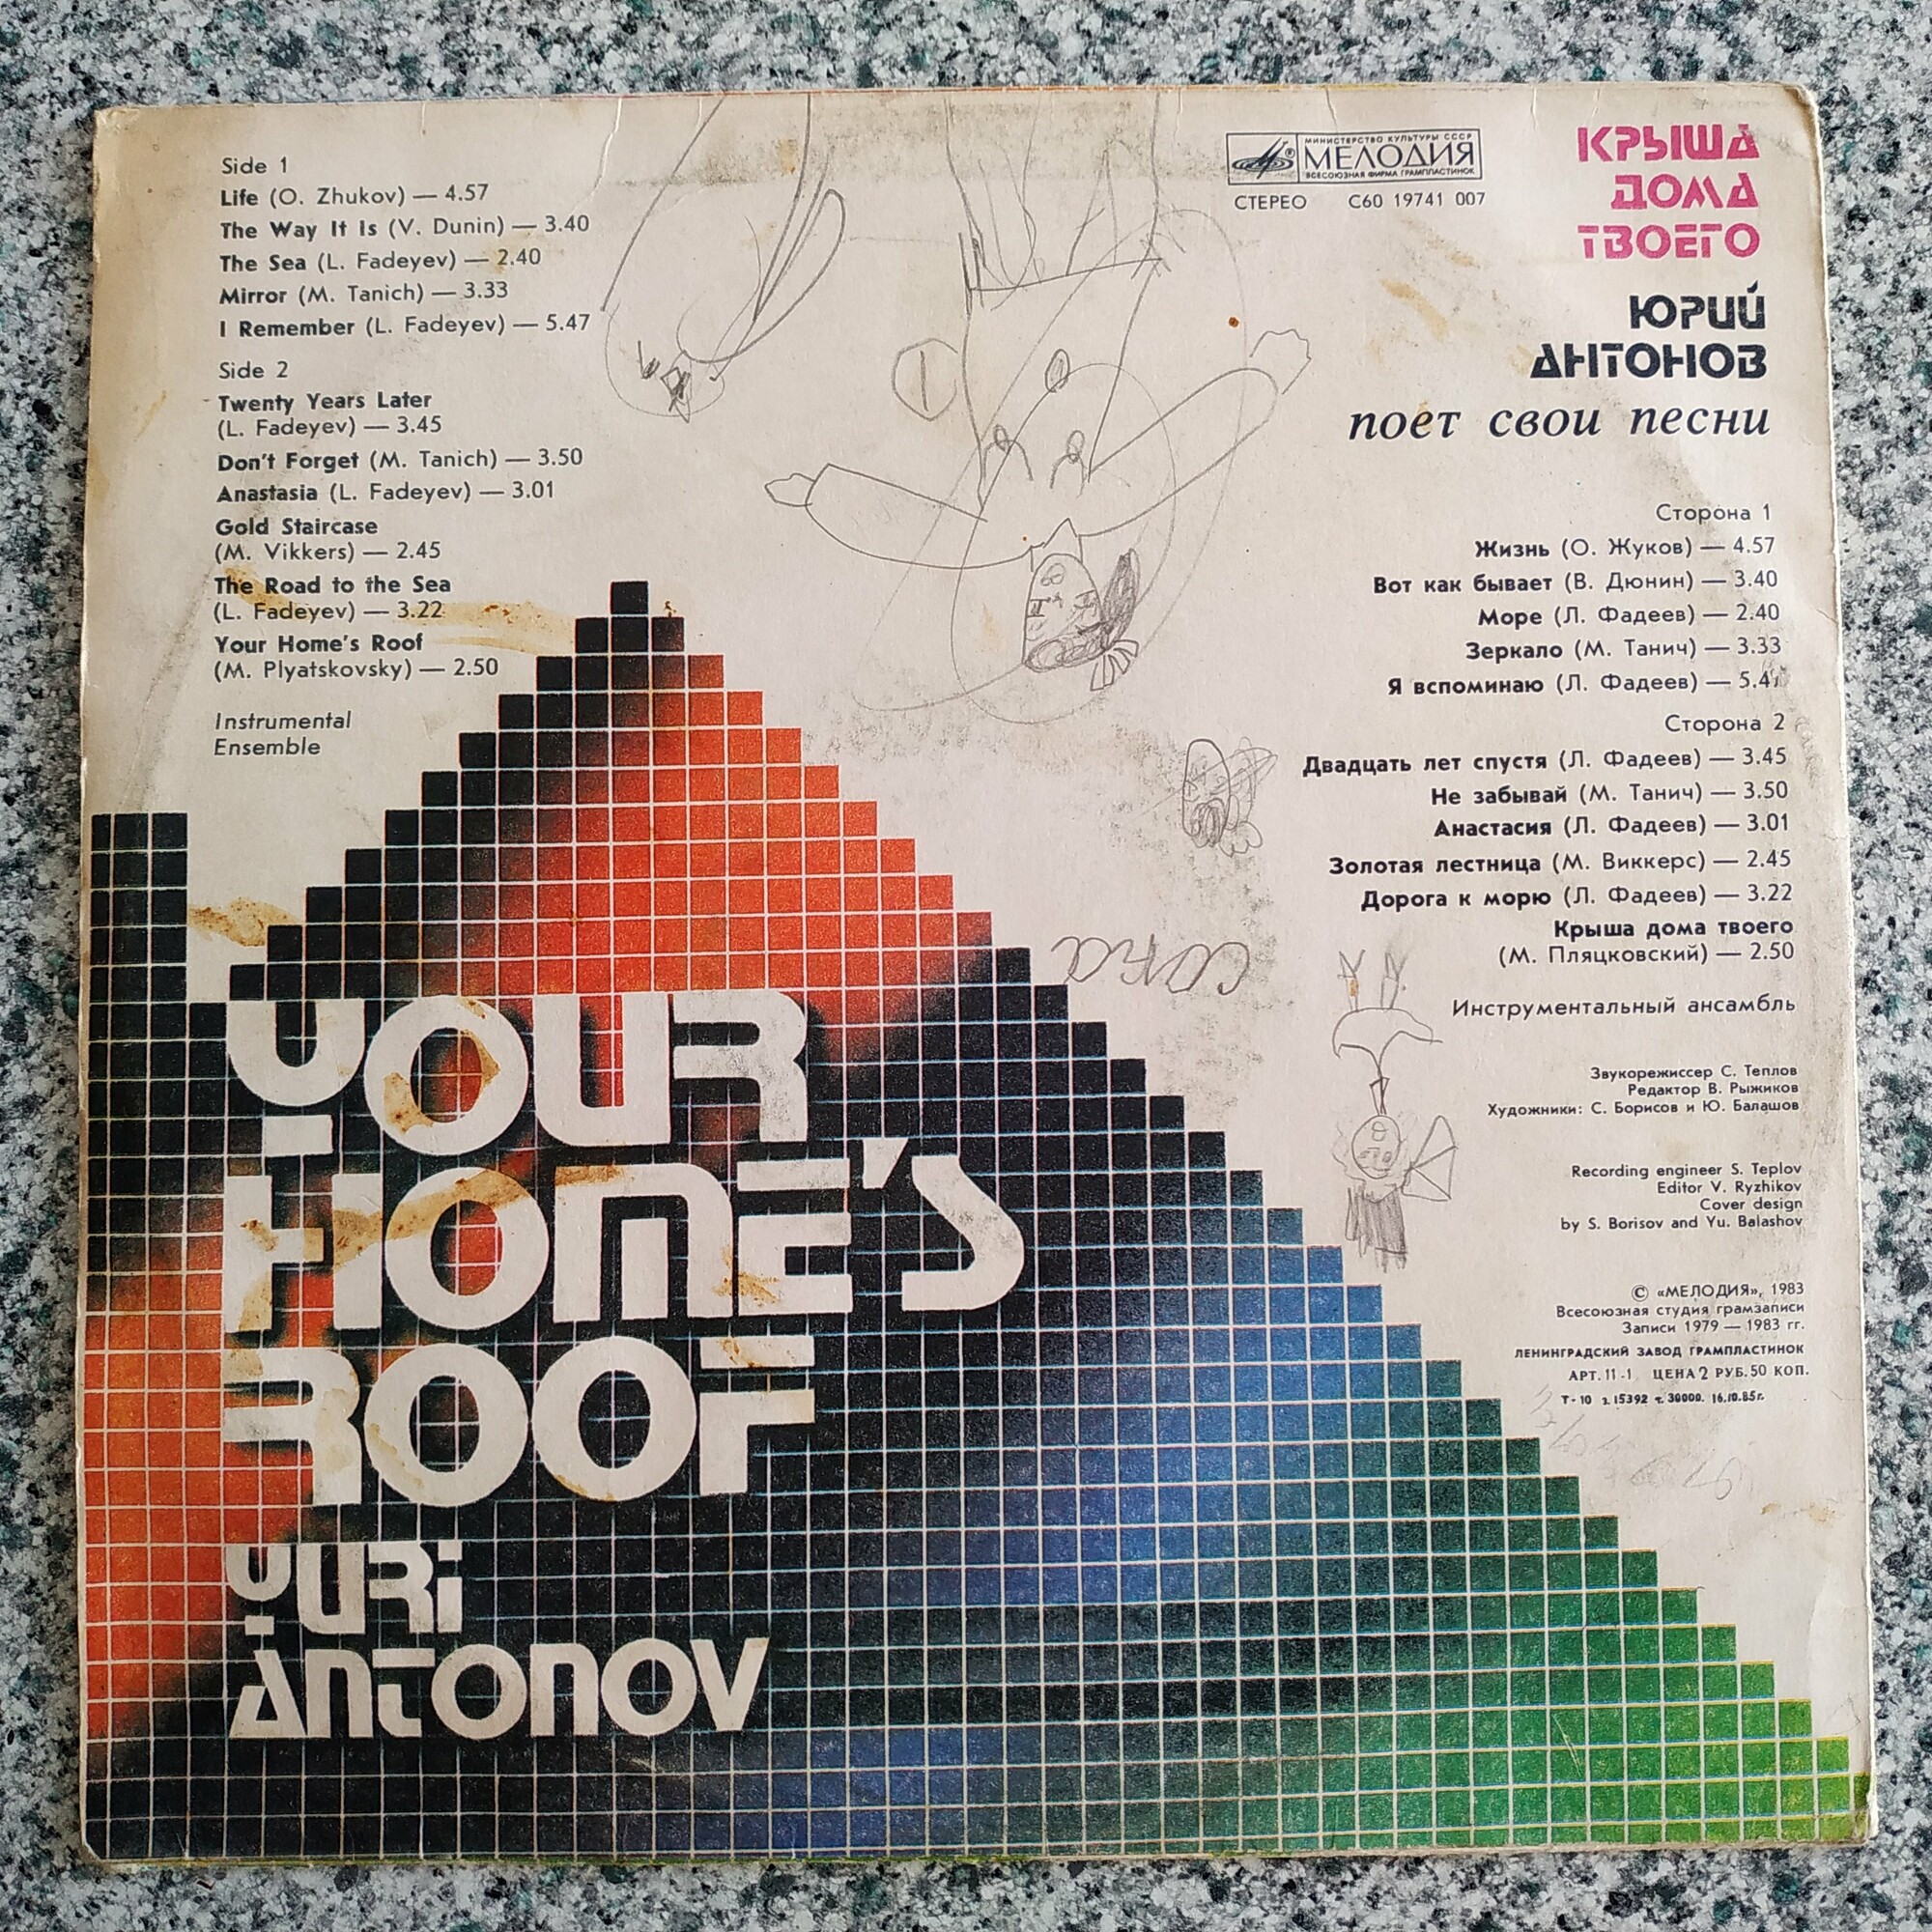 Side 1
Life (O. Zhukov) — 4.57
The Way It Is (V. Dunin) — 3.40
The Sea (L. Fadeyev) — 2.40
Mirror (M. Tanich) — 3.33
I Remember (L. Fadeyev) — 5.47
Side 2
Twenty Years Later
(L. Fadeyev) — 3.45
Don't Forget (M. Tanich) — 3.50
Anastasia (L. Fadeyev) — 3.01
Gold Staircase
(M. Vikkers) — 2.45
The Road to the Sea
(L. Fadeyev) — 3.22
Your Home's Roof
(M. Plyatskovsky) — 2.50
Instrumental
Ensemble
МИНИСТЕРСТВО КУЛЬТУРЫ СССР
МЕЛОДИЯ
ВСЕСОЮЗНАЯ ФИРМА ГРАМПЛАСТИНОК
СТЕРЕО С60 19741 007
КРЫША
ДОМА
ТВОЕГО
ЮРИЙ
АНТОНОВ
поет свои песни
Сторона 1
Жизнь (О. Жуков) — 4.57
Вот как бывает (В. Дюнин) — 3.40
Море (Л. Фадеев) — 2.40
Зеркало (М. Танич) — 3.33
Я вспоминаю (Л. Фадеев) — 5.47
Сторона 2
Двадцать лет спустя (Л. Фадеев) — 3.45
Не забывай (М. Танич) — 3.50
Анастасия (Л. Фадеев) — 3.01
Золотая лестница (М. Виккерс) — 2.45
Дорога к морю (Л. Фадеев) — 3.22
Крыша дома твоего
(М. Пляцковский) — 2.50
Инструментальный ансамбль
Звукорежиссер С. Теплов
Редактор В. Рыжиков
Художники: С. Борисов и Ю. Балашов
Recording engineer S. Teplov
Editor V. Ryzhikov
Cover design
by S. Borisov and Yu. Balashov
© «МЕЛОДИЯ», 1983
Всесоюзная студия грамзаписи
Записи 1979 — 1983 гг.
ЛЕНИНГРАДСКИЙ ЗАВОД ГРАМПЛАСТИНОК
АРТ. 11-1 ЦЕНА 2 РУБ. 50 КОП.
Т-10 з. 15392 т. 30000. 16.10.85г.
YOUR
HOME'S
ROOF
YURI
ANTONOV